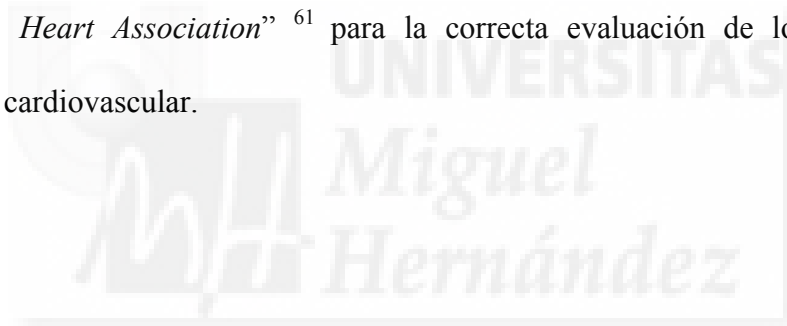 Heart Association” 61 para la correcta evaluación de lo
cardiovascular.
UNIVERSITAS
Miguel
Hernández